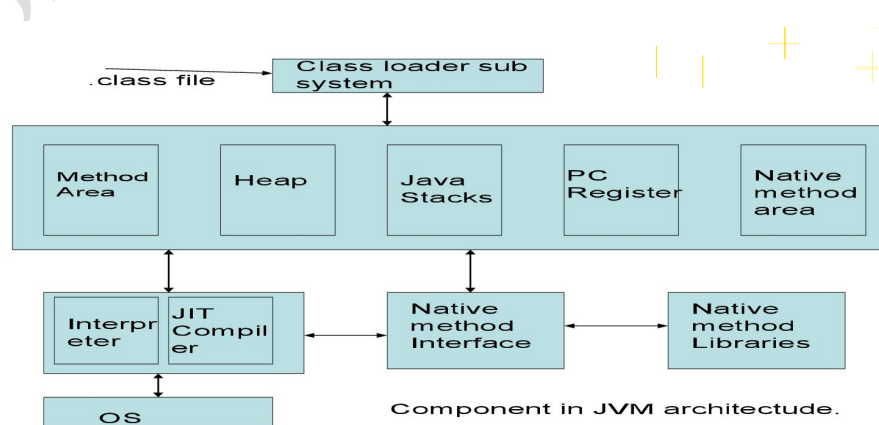 Class loader sub
system
.class file
Method
Area
Heap
Java
Stacks
PC
Register
Native
method
area
Interpr
eter
JIT
Compil
er
Native
method
Interface
Native
method
Libraries
OS
Component in JVM architectude.